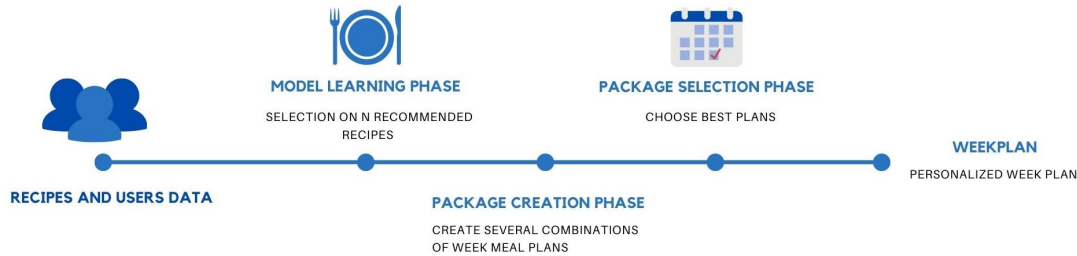 RECIPES AND USERS DATA
MODEL LEARNING PHASE
SELECTION ON N RECOMMENDED
RECIPES
PACKAGE CREATION PHASE
CREATE SEVERAL COMBINATIONS
OF WEEK MEAL PLANS
PACKAGE SELECTION PHASE
CHOOSE BEST PLANS
WEEKPLAN
PERSONALIZED WEEK PLAN